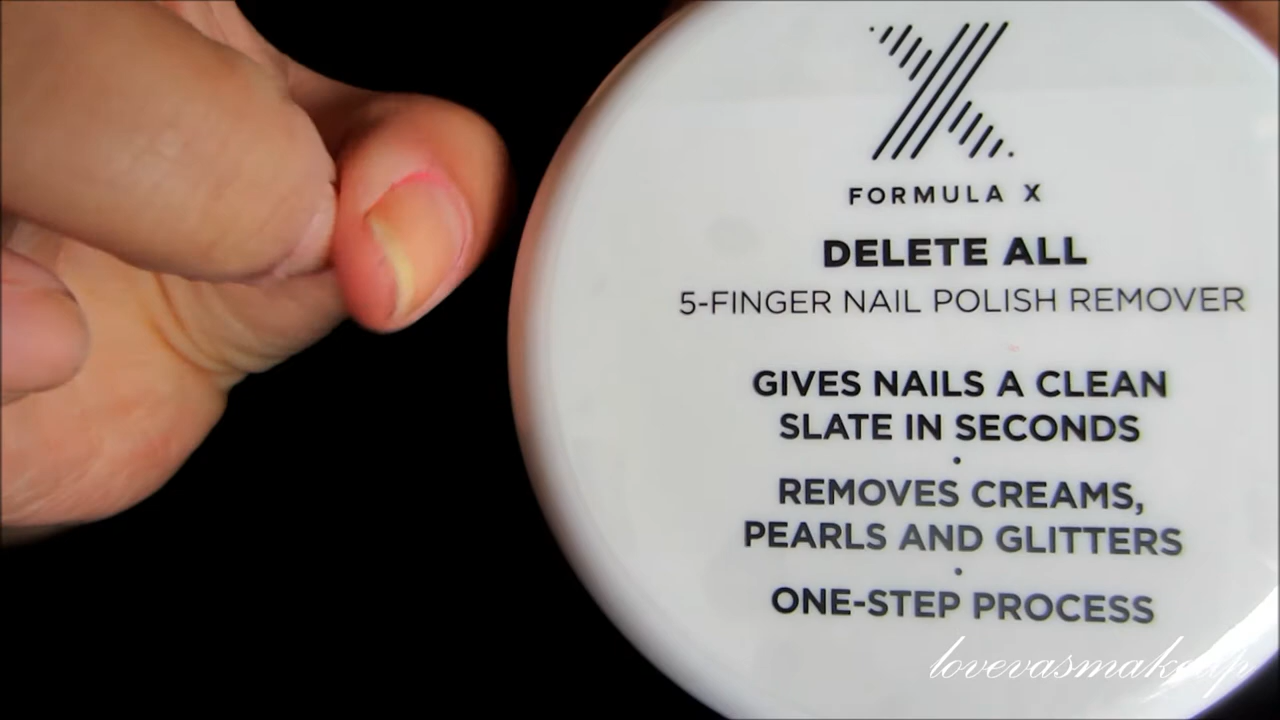 FORMULA X
DELETE ALL
5-FINGER NAIL POLISH REMOVER
GIVES NAILS A CLEAN
SLATE IN SECONDS
•
REMOVES CREAMS,
PEARLS AND GLITTERS
•
ONE-STEP PROCESS
lovevasmakeup